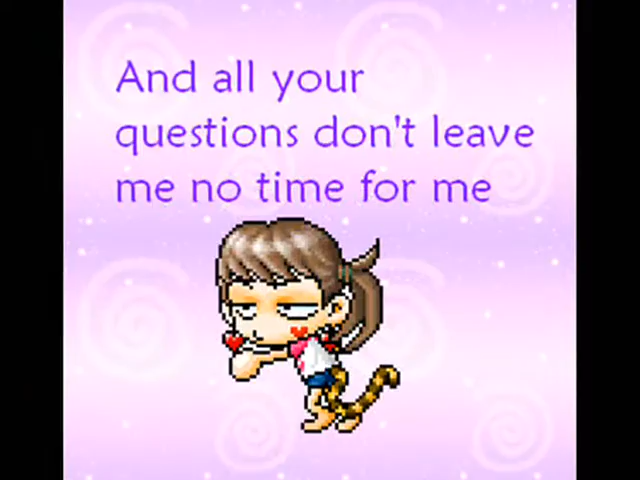 And all your
questions don't leave
me no time for me